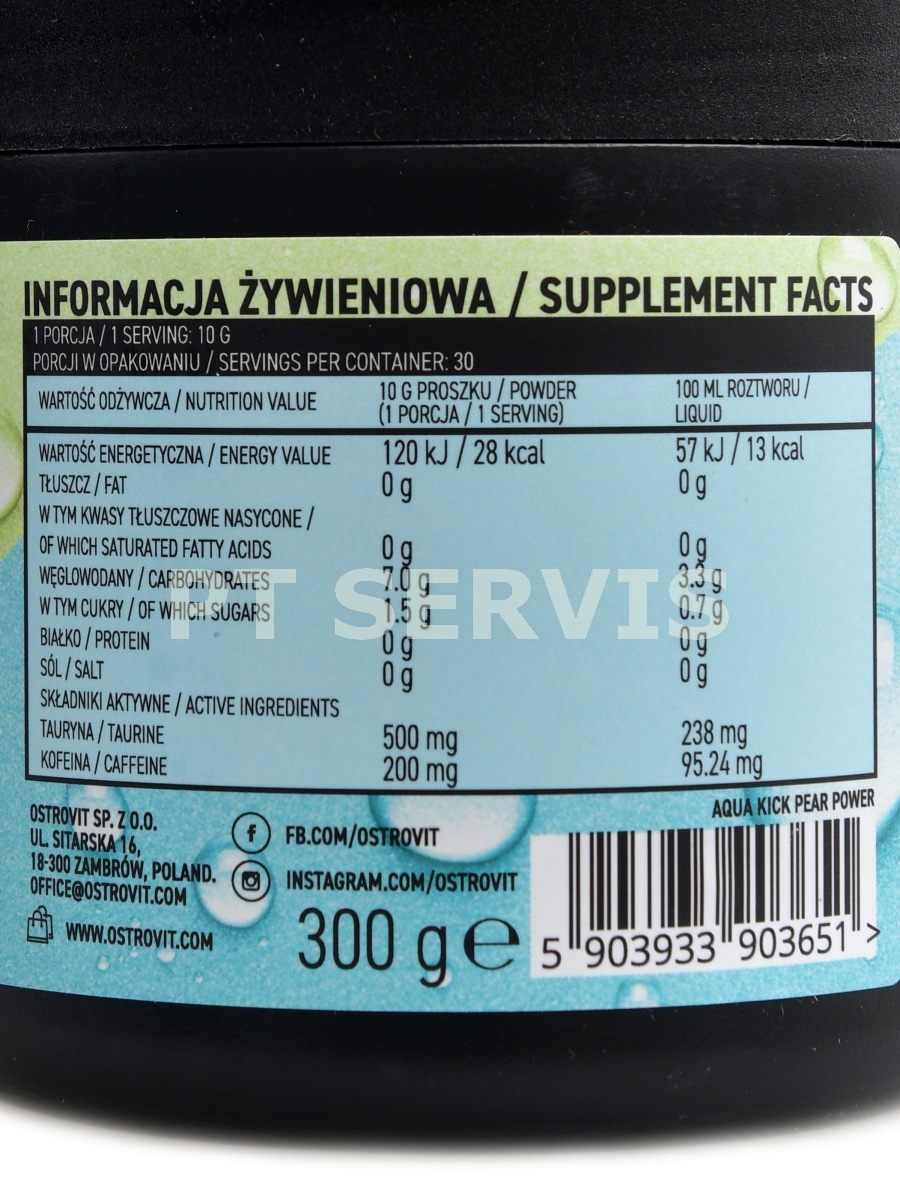 INFORMACJA ŻYWIENIOWA / SUPPLEMENT FACTS
1 PORCJA / 1 SERVING: 10 G
PORCJI W OPAKOWANIU / SERVINGS PER CONTAINER: 30
WARTOŚĆ ODŻYWCZA / NUTRITION VALUE 10 G PROSZKU / POWDER (1 PORCJA / 1 SERVING) 100 ML ROZTWORU / LIQUID
WARTOŚĆ ENERGETYCZNA / ENERGY VALUE 120 kJ / 28 kcal 57 kJ / 13 kcal
TŁUSZCZ / FAT 0 g 0 g
W TYM KWASY TŁUSZCZOWE NASYCONE /
OF WHICH SATURATED FATTY ACIDS 0 g 0 g
WĘGLOWODANY / CARBOHYDRATES 7.0 g 3.3 g
W TYM CUKRY / OF WHICH SUGARS 1.5 g 0.7 g
PT SERVIS
BIAŁKO / PROTEIN 0 g 0 g
SÓL / SALT 0 g 0 g
SKŁADNIKI AKTYWNE / ACTIVE INGREDIENTS
TAURYNA / TAURINE 500 mg 238 mg
KOFEINA / CAFFEINE 200 mg 95.24 mg
OSTROVIT SP. Z O.O.
UL. SITARSKA 16,
18-300 ZAMBRÓW, POLAND.
OFFICE@OSTROVIT.COM
WWW.OSTROVIT.COM
FB.COM/OSTROVIT
INSTAGRAM.COM/OSTROVIT
300 g e
AQUA KICK PEAR POWER
5 903933 903651 >